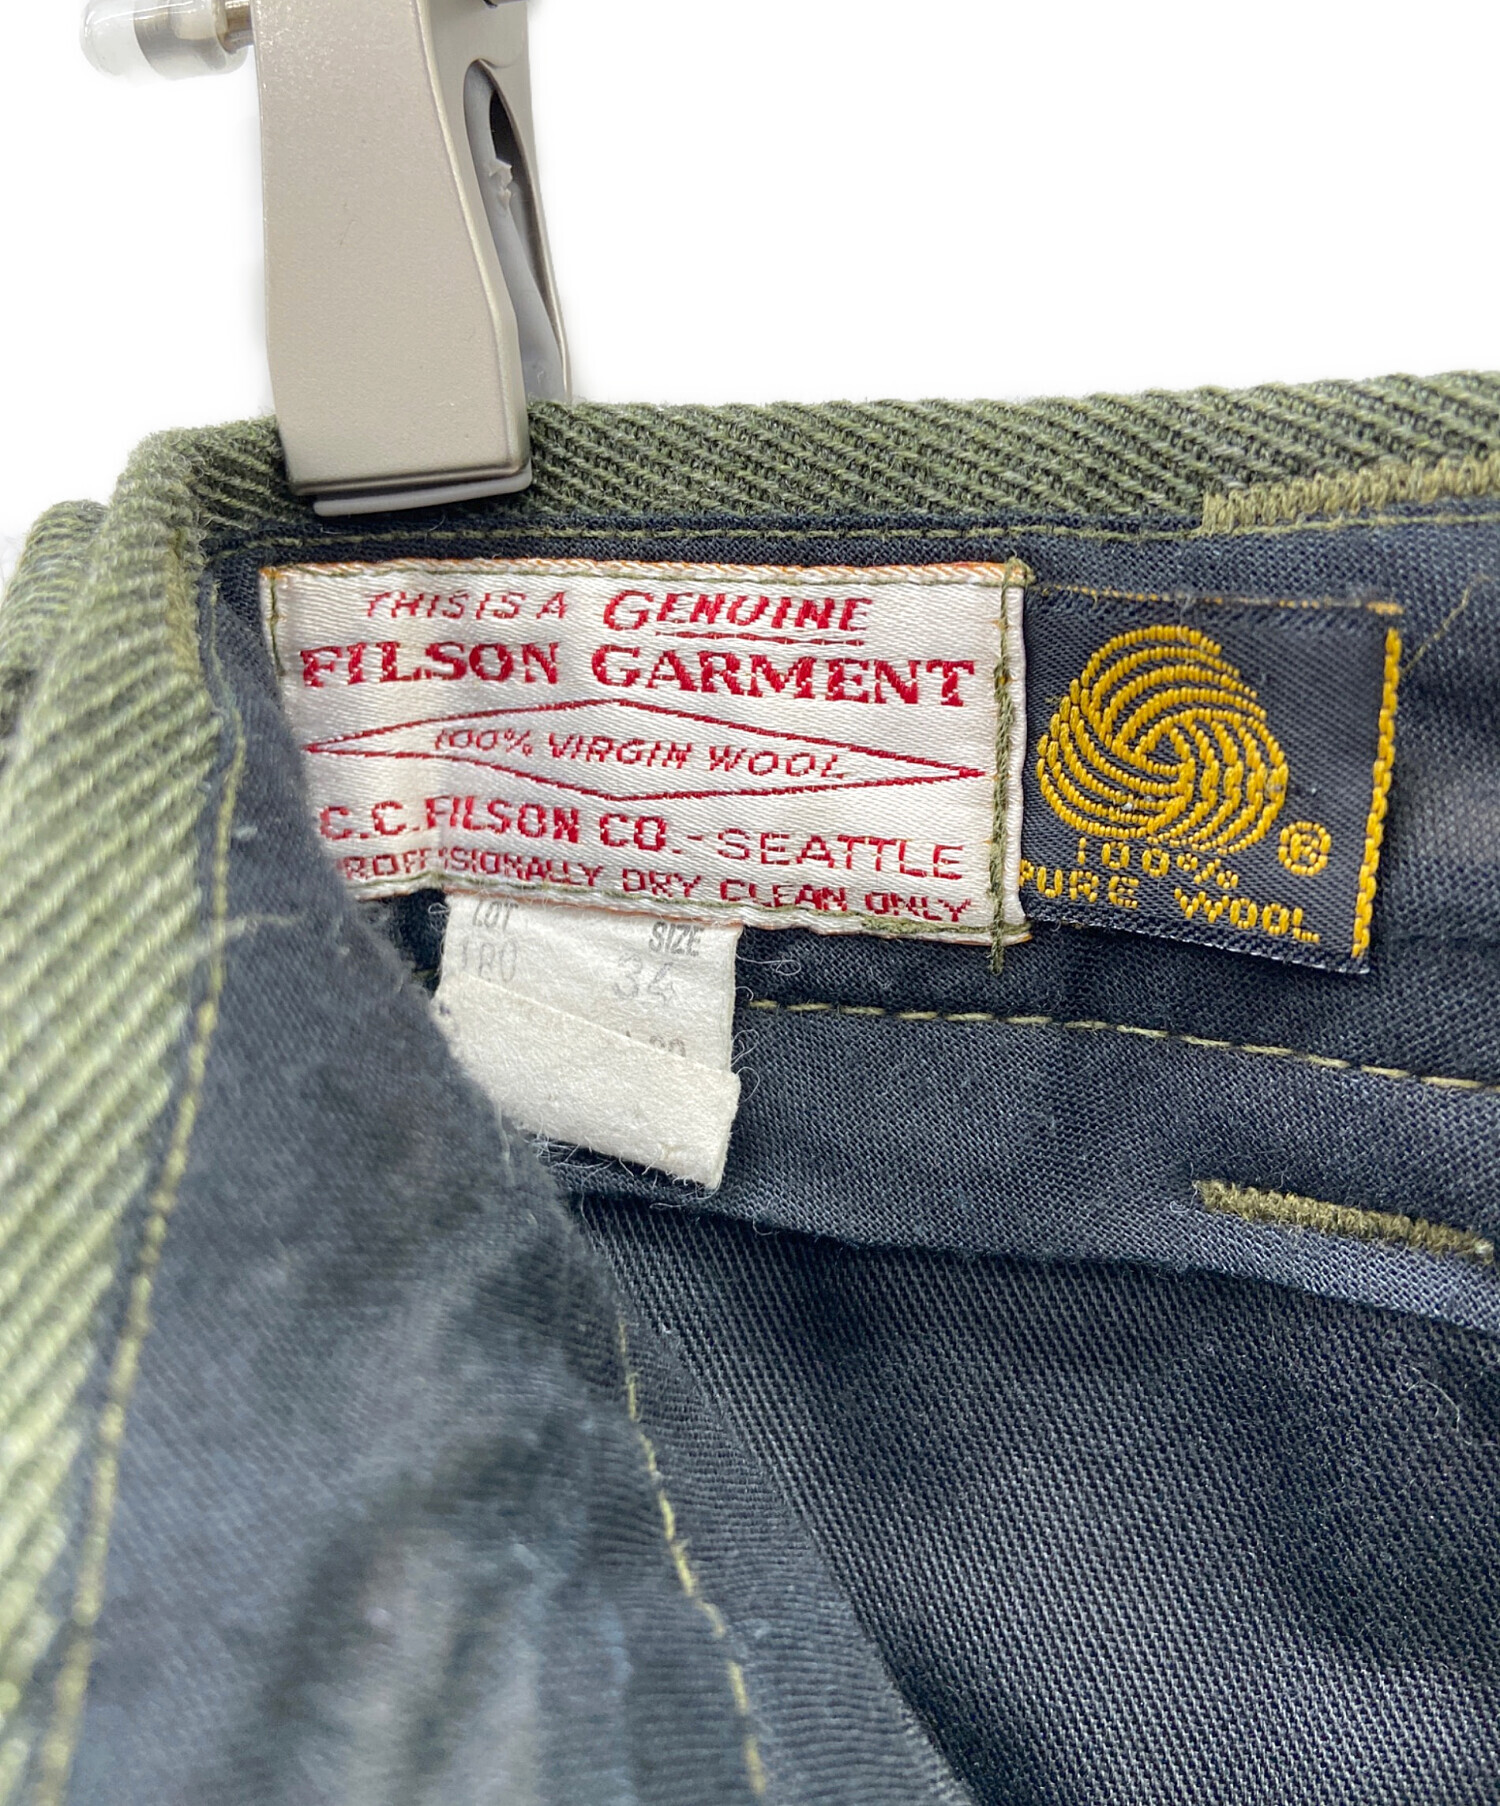 THIS IS A GENUINE
FILSON GARMENT
100% VIRGIN WOOL
C.C. FILSON CO. - SEATTLE
PROFESSIONALLY DRY CLEAN ONLY
LOT SIZE
180 34
®
100%
PURE WOOL